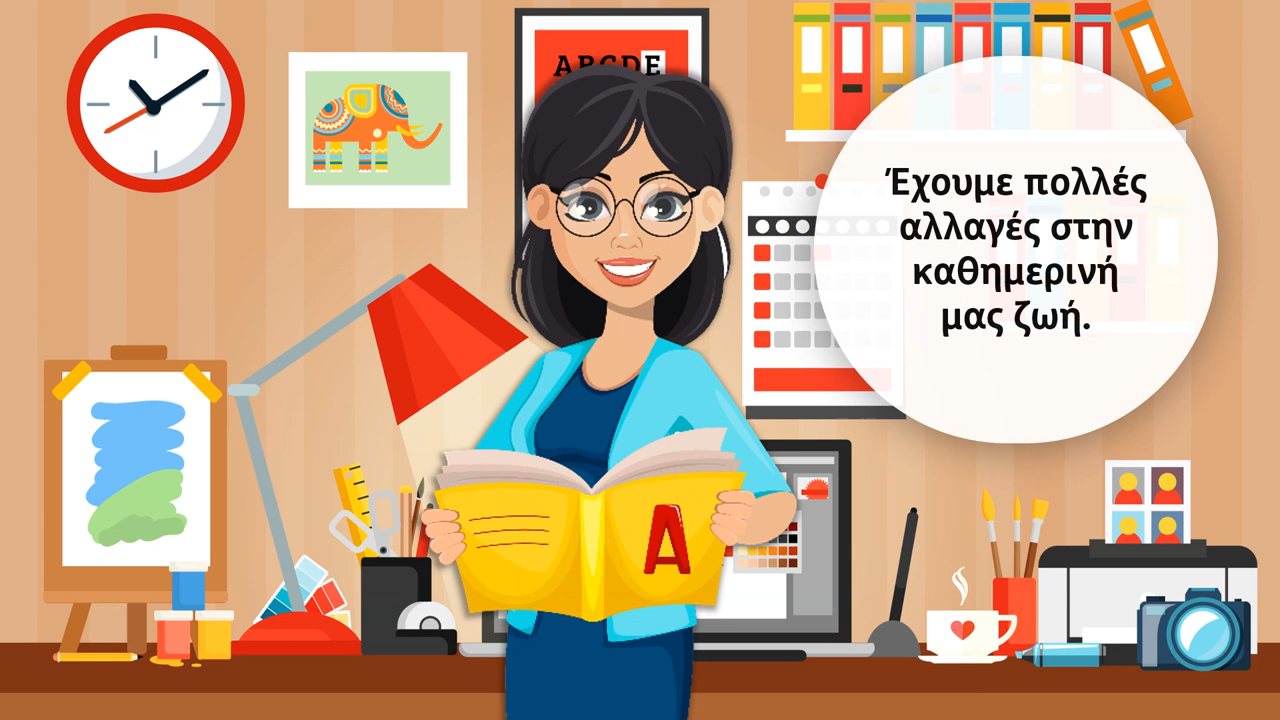 ABCDE
Έχουμε πολλές
αλλαγές στην
καθημερινή
μας ζωή.
A